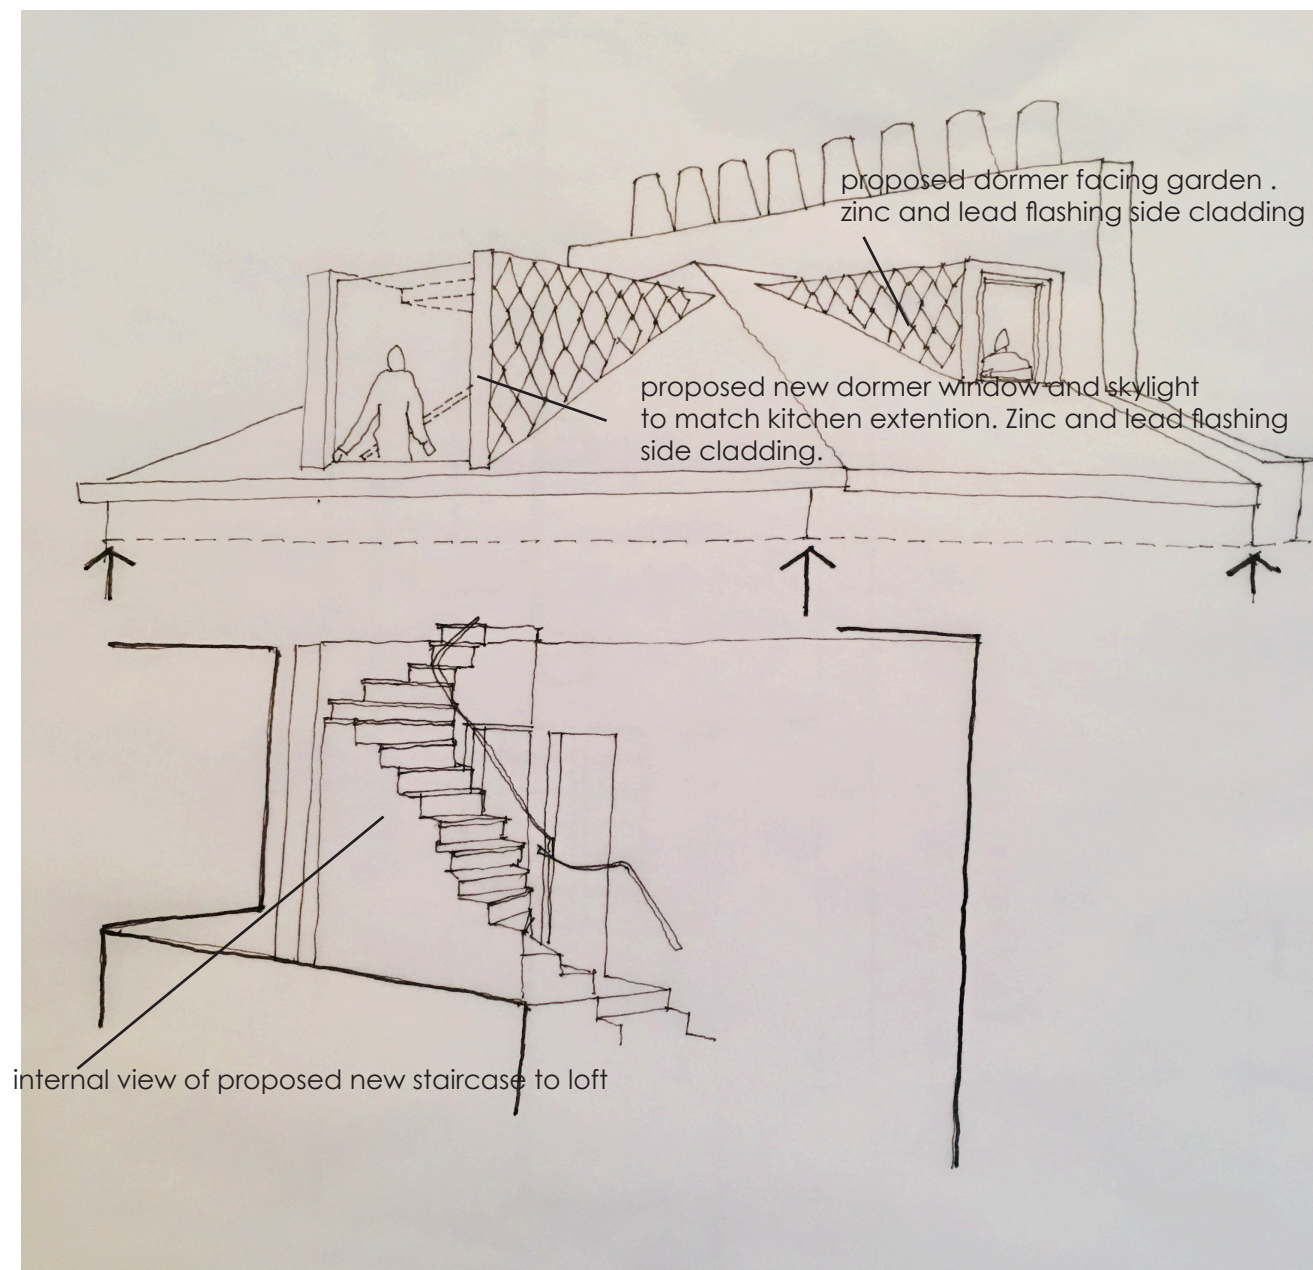 proposed dormer facing garden .
zinc and lead flashing side cladding
proposed new dormer window and skylight
to match kitchen extention. Zinc and lead flashing
side cladding.
internal view of proposed new staircase to loft